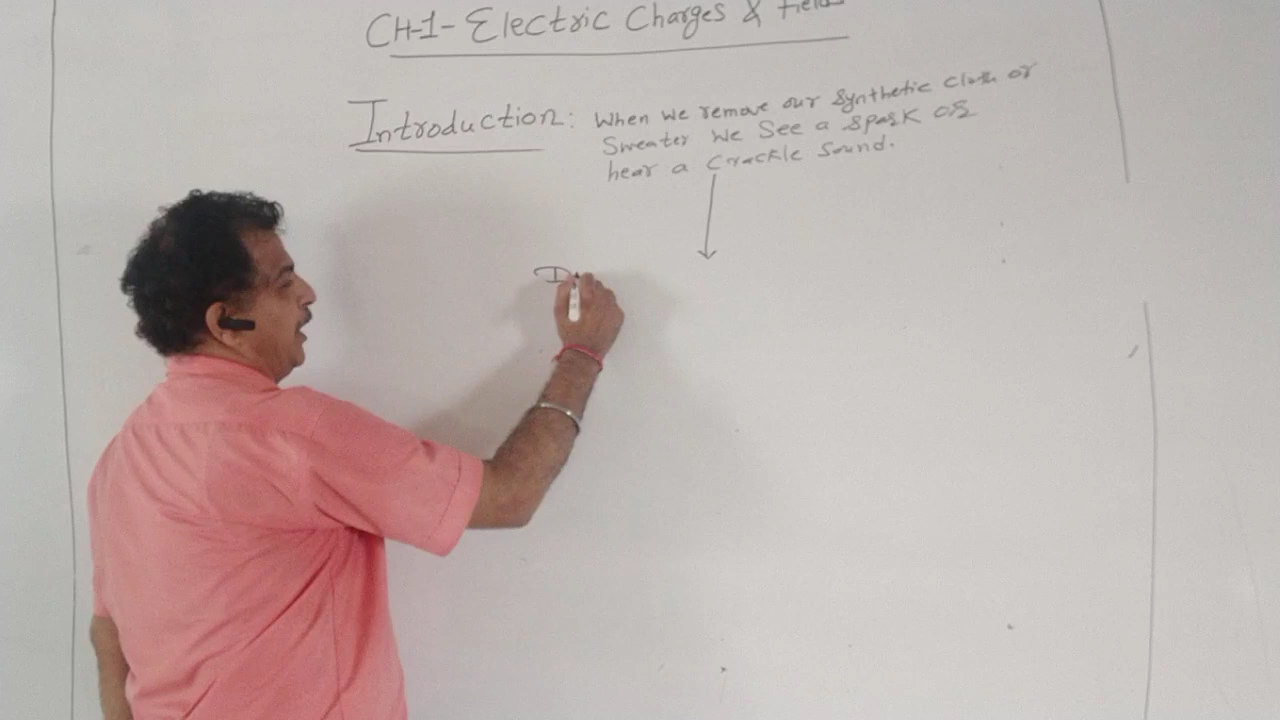 CH-1- Electric Charges & Field
Introduction: When we remove our synthetic cloth or
Sweater we see a spark or
hear a Crackle Sound.
D